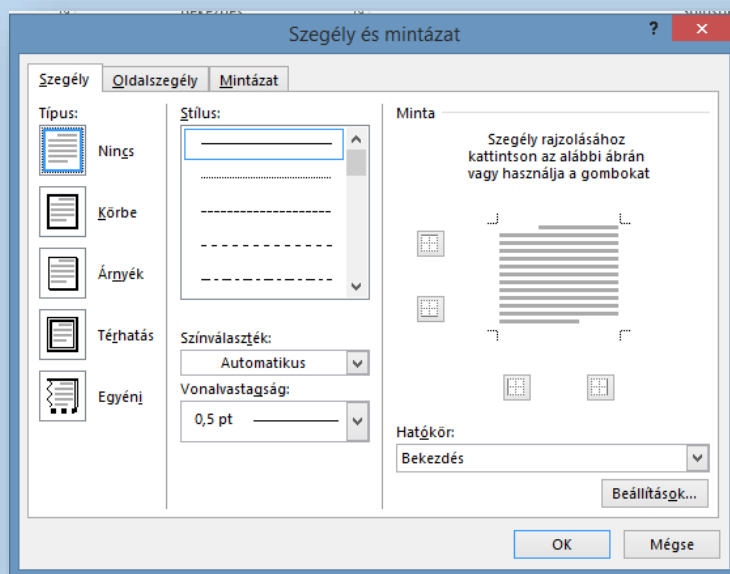 Szegély és mintázat
?
Szegély
Oldalszegély
Mintázat
Típus:
Nincs
Körbe
Árnyék
Térhatás
Egyéni
Stílus:
Színválaszték:
Automatikus
Vonalvastagság:
0,5 pt
Minta
Szegély rajzolásához
kattintson az alábbi ábrán
vagy használja a gombokat
Hatókör:
Bekezdés
Beállítások...
OK
Mégse